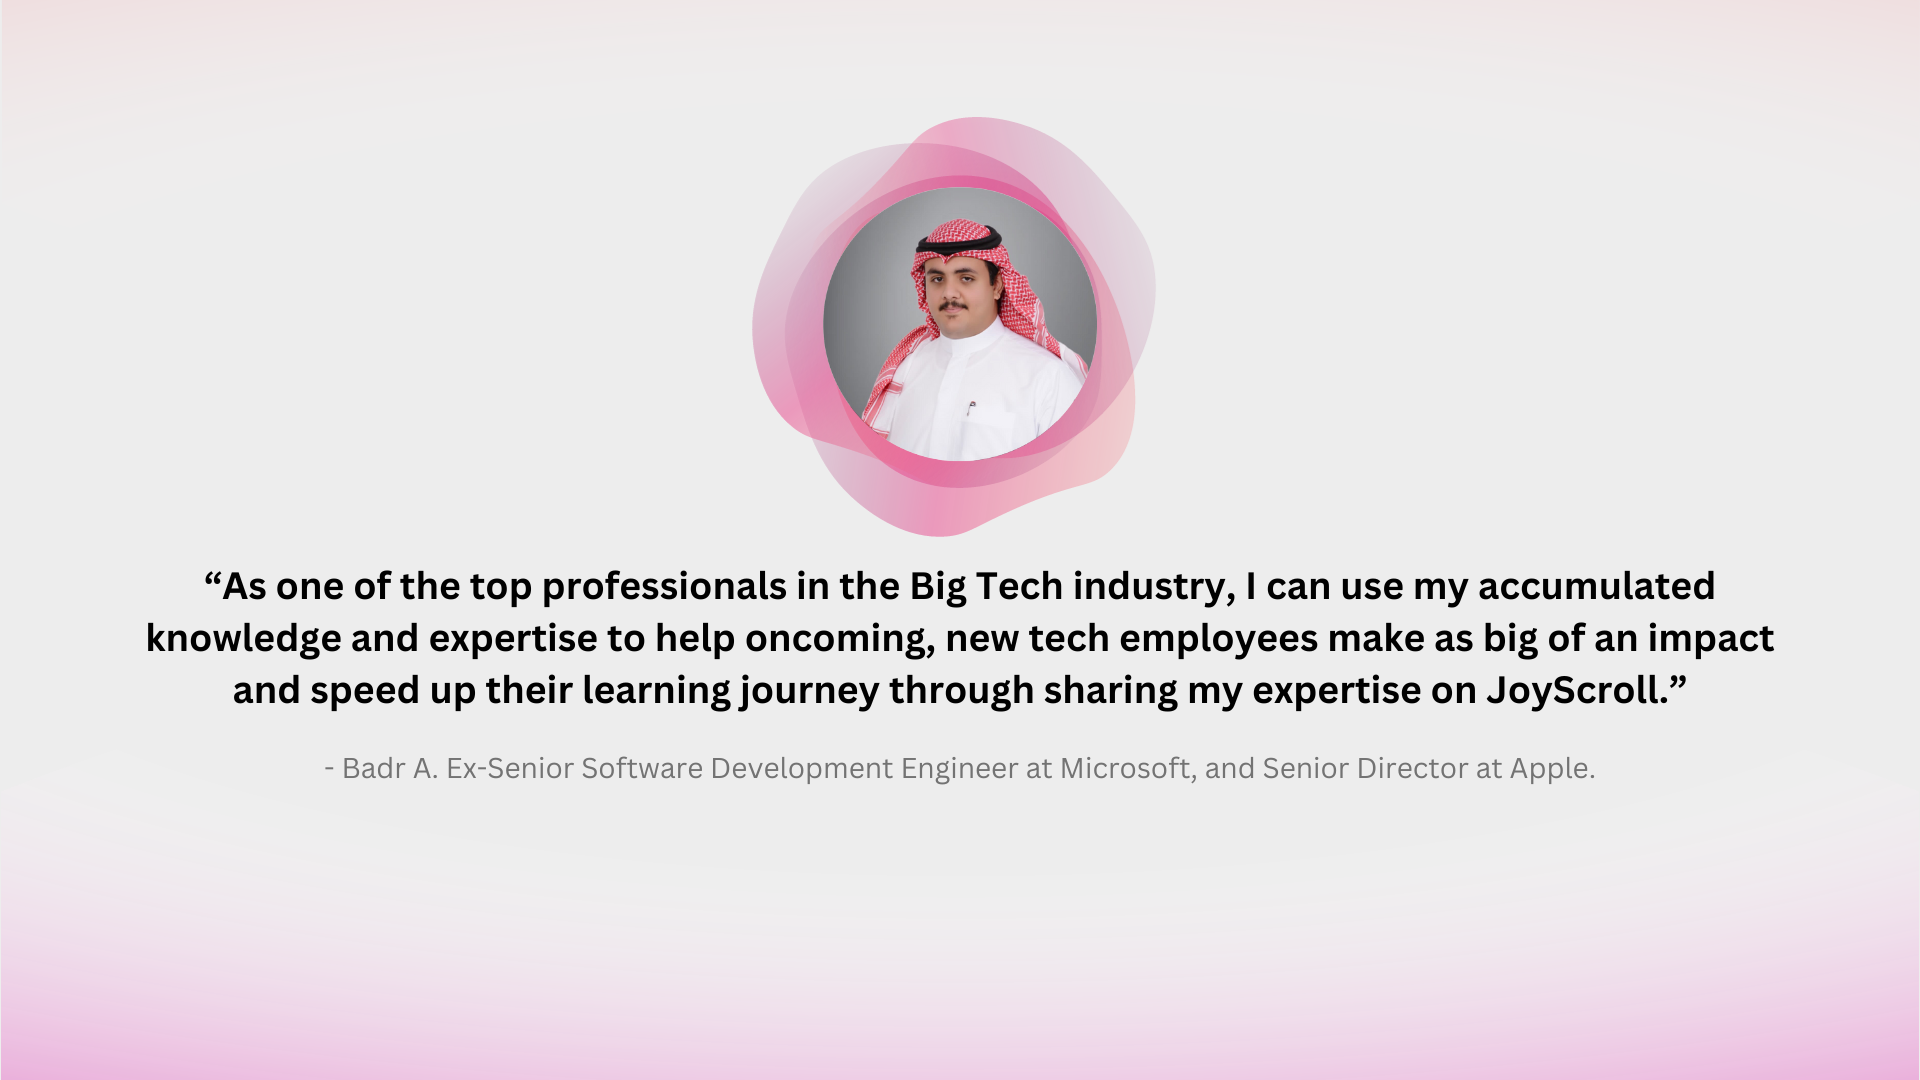 “As one of the top professionals in the Big Tech industry, I can use my accumulated
knowledge and expertise to help oncoming, new tech employees make as big of an impact
and speed up their learning journey through sharing my expertise on JoyScroll.”
- Badr A. Ex-Senior Software Development Engineer at Microsoft, and Senior Director at Apple.